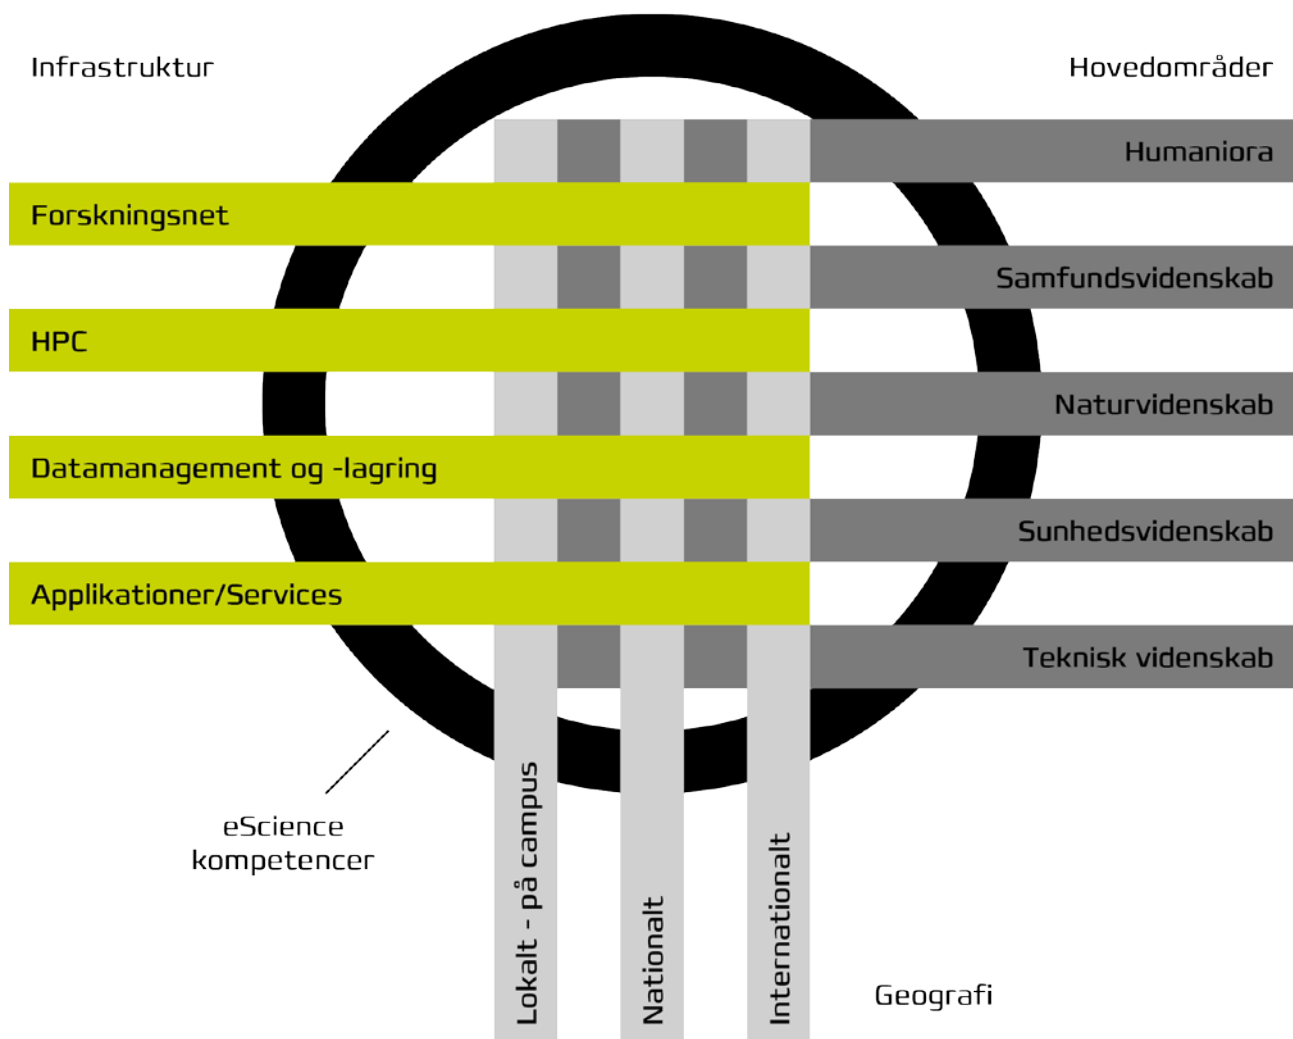 Infrastruktur
Hovedområder
Humaniora
Forskningsnet
Samfundsvidenskab
HPC
Naturvidenskab
Datamanagement og -lagring
Sunhedsvidenskab
Applikationer/Services
Teknisk videnskab
eScience
kompetencer
Lokalt - på campus
Nationalt
Internationalt
Geografi